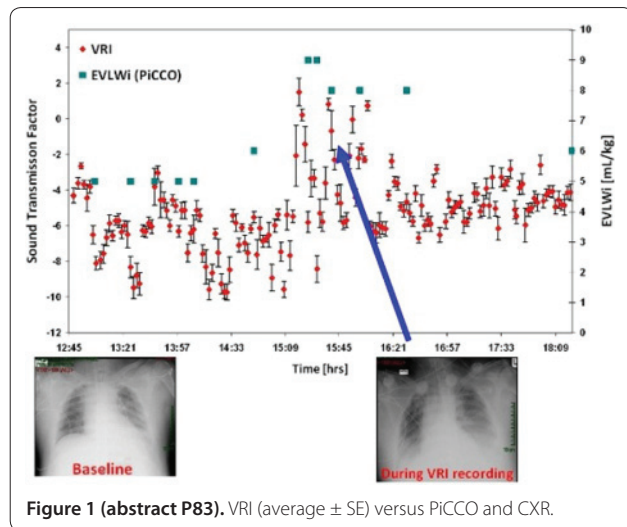 VRI
EVLWi (PiCCO)
4
2
0
-2
-4
-6
-8
-10
-12
Sound Transmisson Factor
10
9
8
7
6
5
4
3
2
1
0
EVLWi [mL/kg]
12:45 13:21 13:57 14:33 15:09 15:45 16:21 16:57 17:33 18:09
Time [hrs]
Baseline
During VRI recording
Figure 1 (abstract P83). VRI (average ± SE) versus PiCCO and CXR.